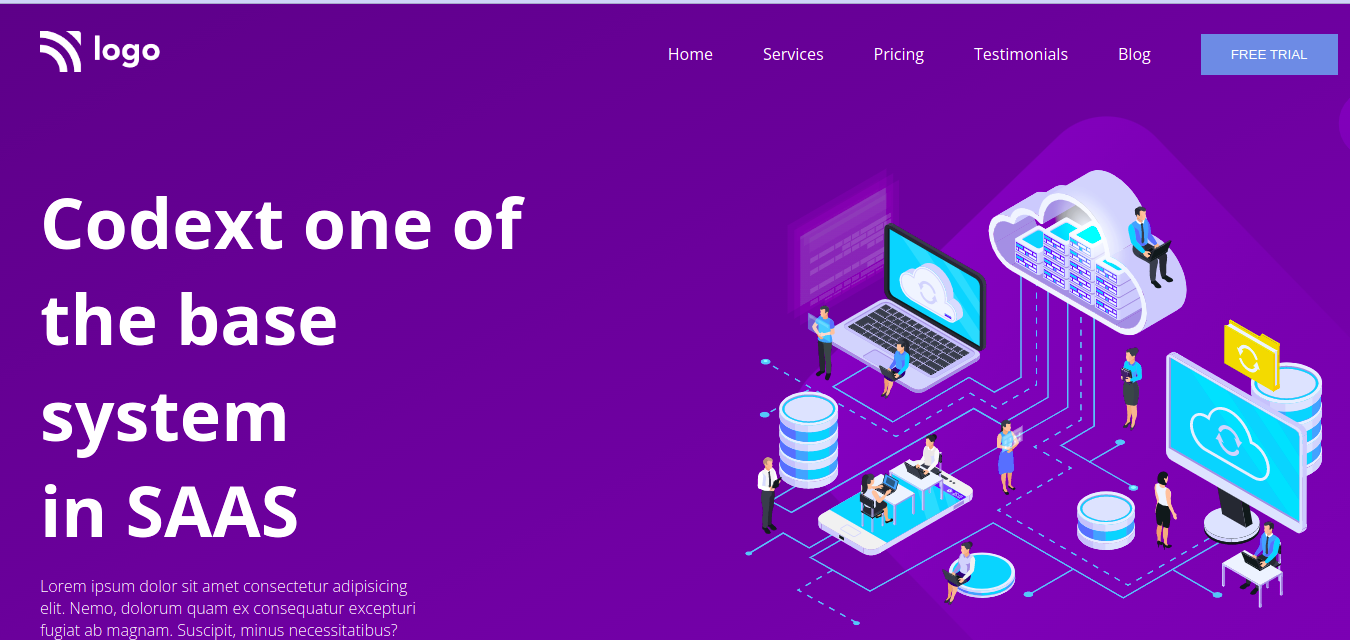 logo
Home
Services
Pricing
Testimonials
Blog
FREE TRIAL
Codext one of
the base
system
in SAAS
Lorem ipsum dolor sit amet consectetur adipisicing
elit. Nemo, dolorum quam ex consequatur excepturi
fugiat ab magnam. Suscipit, minus necessitatibus?